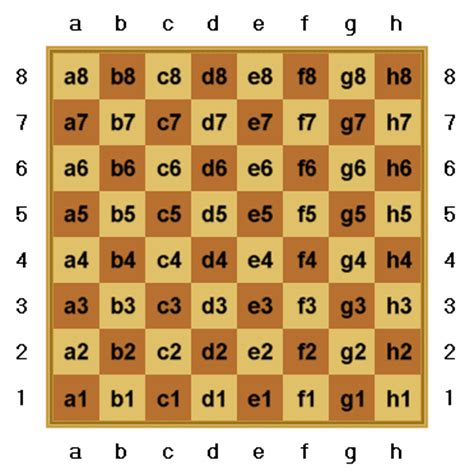 a b c d e f g h
8 a8 b8 c8 d8 e8 f8 g8 h8 8
7 a7 b7 c7 d7 e7 f7 g7 h7 7
6 a6 b6 c6 d6 e6 f6 g6 h6 6
5 a5 b5 c5 d5 e5 f5 g5 h5 5
4 a4 b4 c4 d4 e4 f4 g4 h4 4
3 a3 b3 c3 d3 e3 f3 g3 h3 3
2 a2 b2 c2 d2 e2 f2 g2 h2 2
1 a1 b1 c1 d1 e1 f1 g1 h1 1
a b c d e f g h